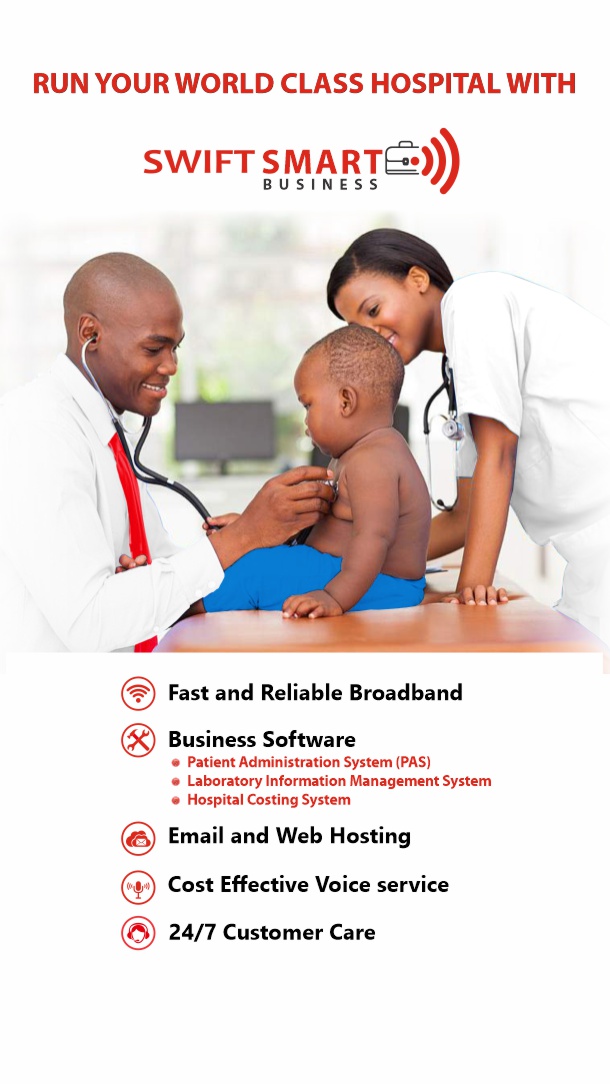 RUN YOUR WORLD CLASS HOSPITAL WITH
SWIFT SMART
BUSINESS
Fast and Reliable Broadband
Business Software
Patient Administration System (PAS)
Laboratory Information Management System
Hospital Costing System
Email and Web Hosting
Cost Effective Voice service
24/7 Customer Care